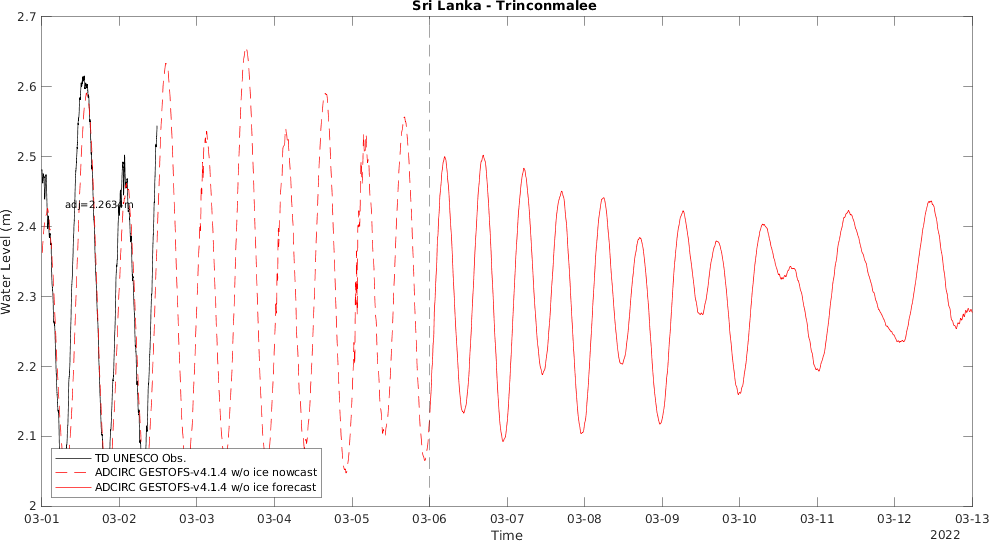 Sri Lanka - Trinconmalee
2.7
2.6
2.5
2.4
2.3
2.2
2.1
2
Water Level (m)
adj=2.2634m
TD UNESCO Obs.
ADCIRC GESTOFS-v4.1.4 w/o ice nowcast
ADCIRC GESTOFS-v4.1.4 w/o ice forecast
03-01 03-02 03-03 03-04 03-05 03-06 03-07 03-08 03-09 03-10 03-11 03-12 03-13
Time
2022